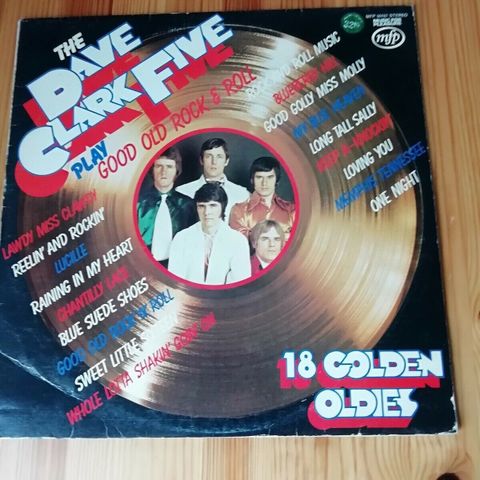 THE
DAVE
CLARK FIVE
PLAY
GOOD OLD ROCK & ROLL
mfp
ROCK AND ROLL MUSIC
BLUEBERRY HILL
GOOD GOLLY MISS MOLLY
MY BLUE HEAVEN
LONG TALL SALLY
KEEP A-KNOCKIN'
LOVING YOU
MEMPHIS TENNESSEE
ONE NIGHT
LAWDY MISS CLAWDY
REELIN' AND ROCKIN'
LUCILLE
RAINING IN MY HEART
CHANTILLY LACE
BLUE SUEDE SHOES
GOOD OLD ROCK 'N' ROLL
SWEET LITTLE
WHOLE LOTTA SHAKIN' GOIN' ON
18 GOLDEN
OLDIES